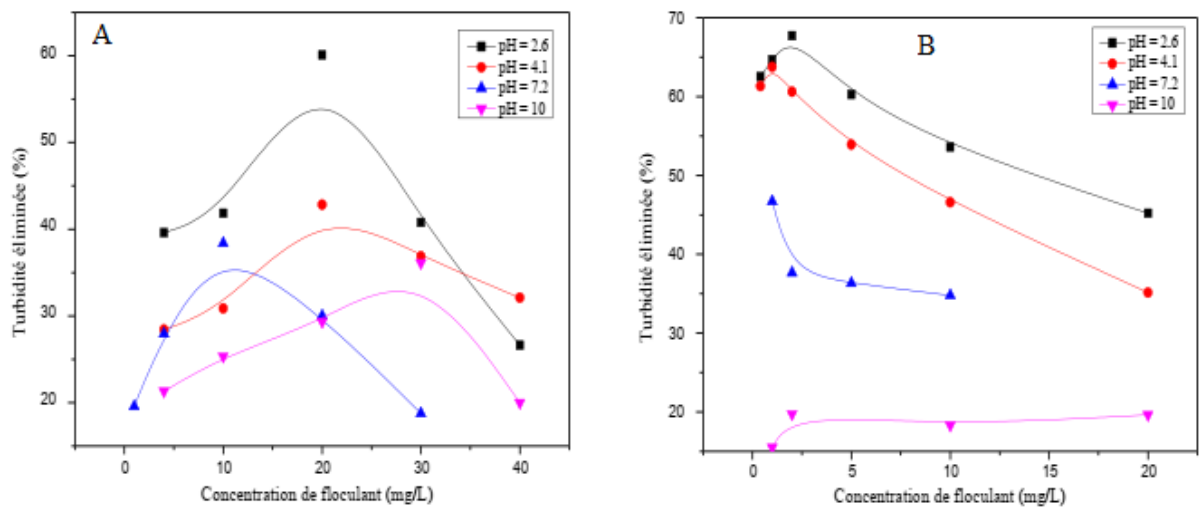 A
pH = 2.6
pH = 4.1
pH = 7.2
pH = 10
Turbidité éliminée (%)
60
50
40
30
20
0
10
20
30
40
Concentration de floculant (mg/L)
B
pH = 2.6
pH = 4.1
pH = 7.2
pH = 10
Turbidité éliminée (%)
70
60
50
40
30
20
0
5
10
15
20
Concentration de floculant (mg/L)